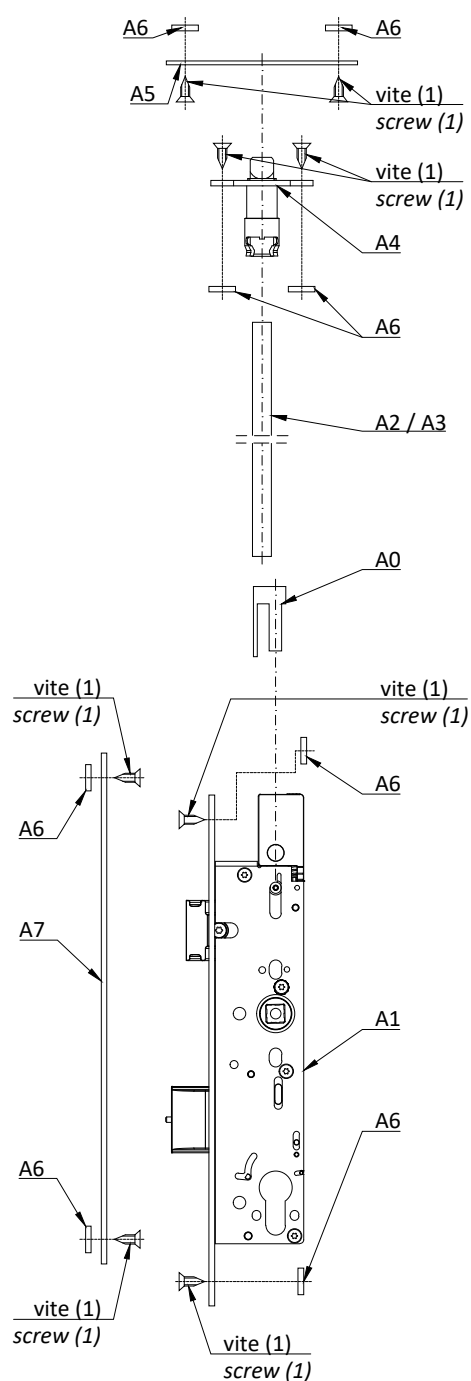 A6
A6
A5
vite (1)
screw (1)
vite (1)
screw (1)
A4
A6
A2 / A3
A0
vite (1)
screw (1)
vite (1)
screw (1)
A6
A6
A7
A1
A6
A6
vite (1)
screw (1)
vite (1)
screw (1)